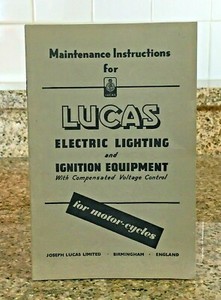 Maintenance Instructions
for
LUCAS
ELECTRIC LIGHTING
and
IGNITION EQUIPMENT
With Compensated Voltage Control
for motor-cycles
JOSEPH LUCAS LIMITED · BIRMINGHAM · ENGLAND